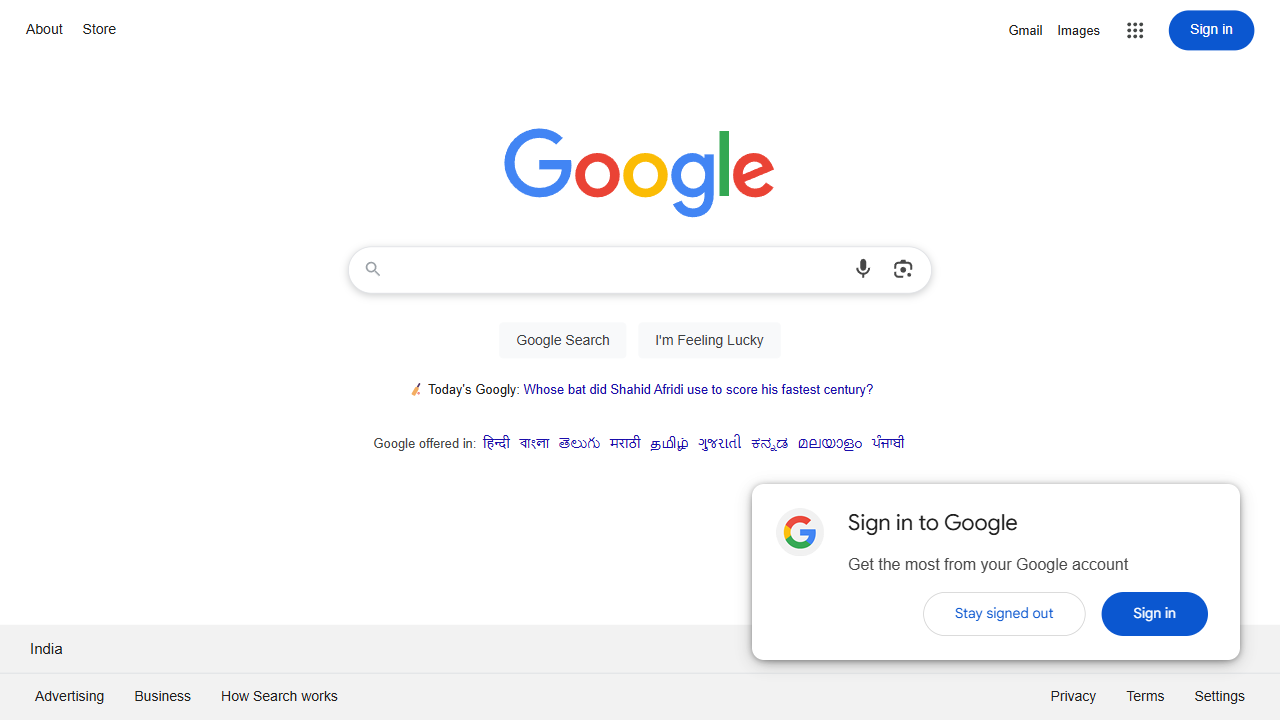 About Store Gmail Images Sign in
Google
Google Search I'm Feeling Lucky
Today's Googly: Whose bat did Shahid Afridi use to score his fastest century?
Google offered in: हिन्दी বাংলা తెలుగు मराठी தமிழ் ગુજરાતી ಕನ್ನಡ മലയാളം ਪੰਜਾਬੀ
Sign in to Google
Get the most from your Google account
Stay signed out Sign in
India
Advertising Business How Search works Privacy Terms Settings